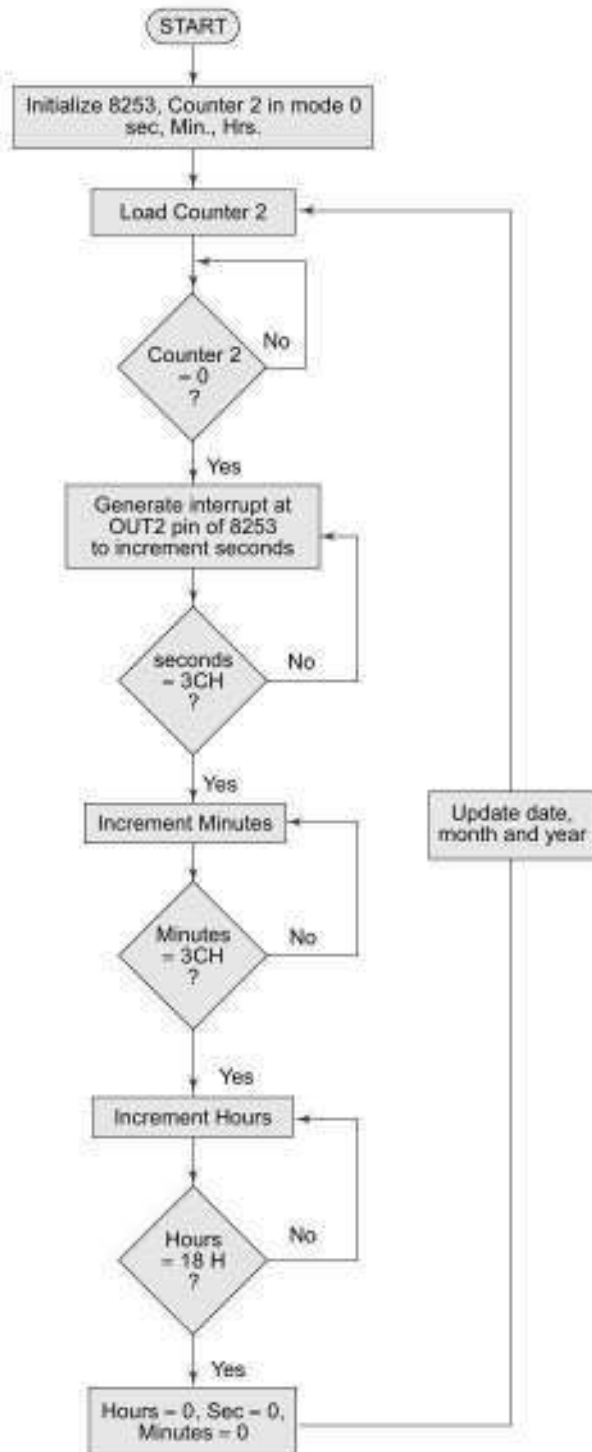 START
Initialize 8253, Counter 2 in mode 0
sec, Min., Hrs.
Load Counter 2
Counter 2
= 0
?
No
Yes
Generate interrupt at
OUT2 pin of 8253
to increment seconds
seconds
= 3CH
?
No
Yes
Increment Minutes
Update date,
month and year
Minutes
= 3CH
?
No
Yes
Increment Hours
Hours
= 18 H
?
No
Yes
Hours = 0, Sec = 0,
Minutes = 0